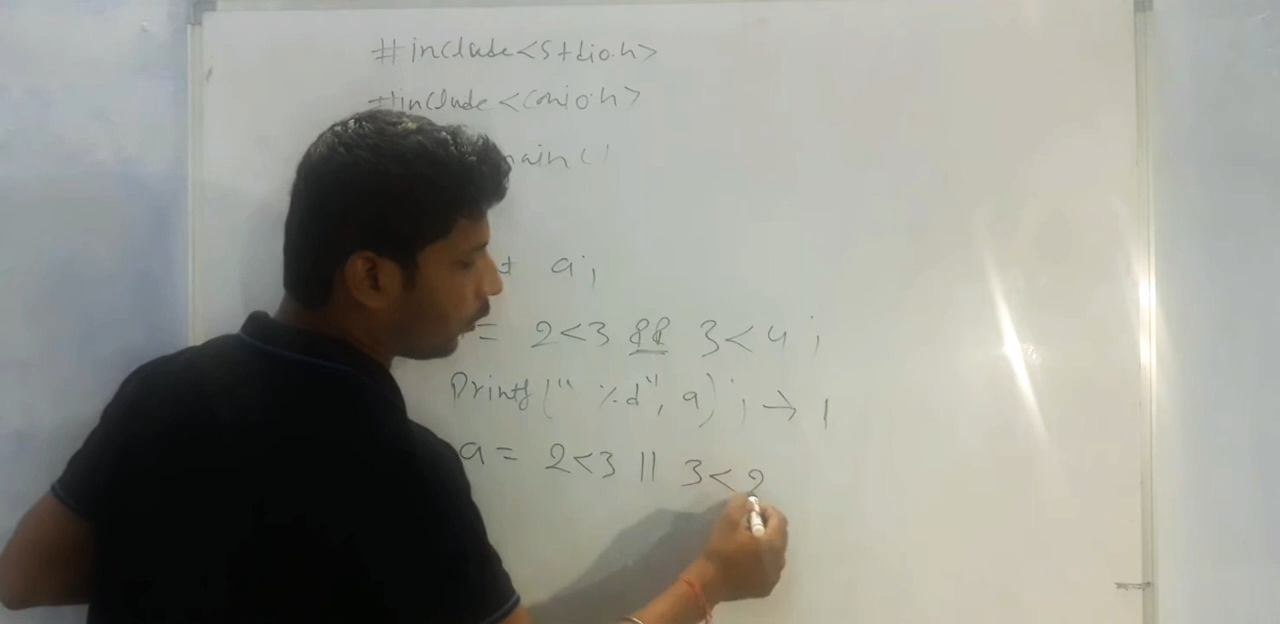 #include<stdio.h>
#include<conio.h>
main()
a;
= 2<3 && 3<4;
Printf("%d", a); → 1
a= 2<3 || 3<2